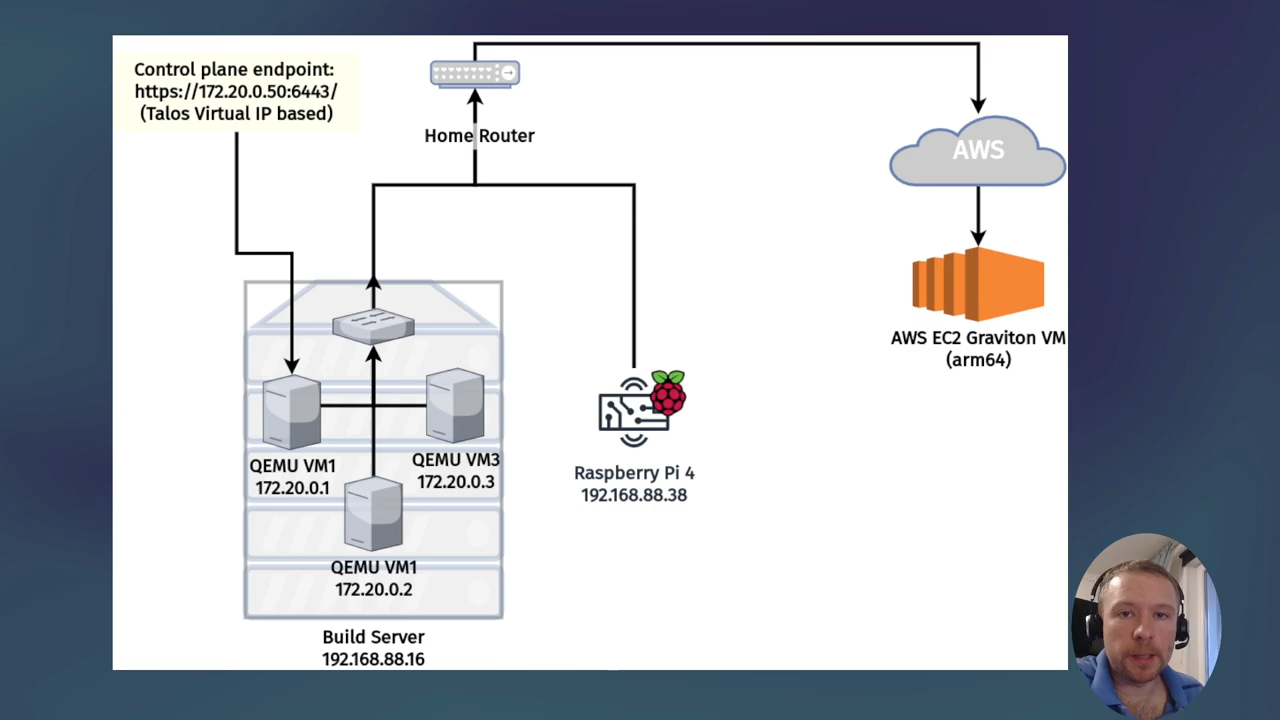 Control plane endpoint:
https://172.20.0.50:6443/
(Talos Virtual IP based)
Home Router
AWS
AWS EC2 Graviton VM
(arm64)
QEMU VM1
172.20.0.1
QEMU VM3
172.20.0.3
QEMU VM1
172.20.0.2
Raspberry Pi 4
192.168.88.38
Build Server
192.168.88.16